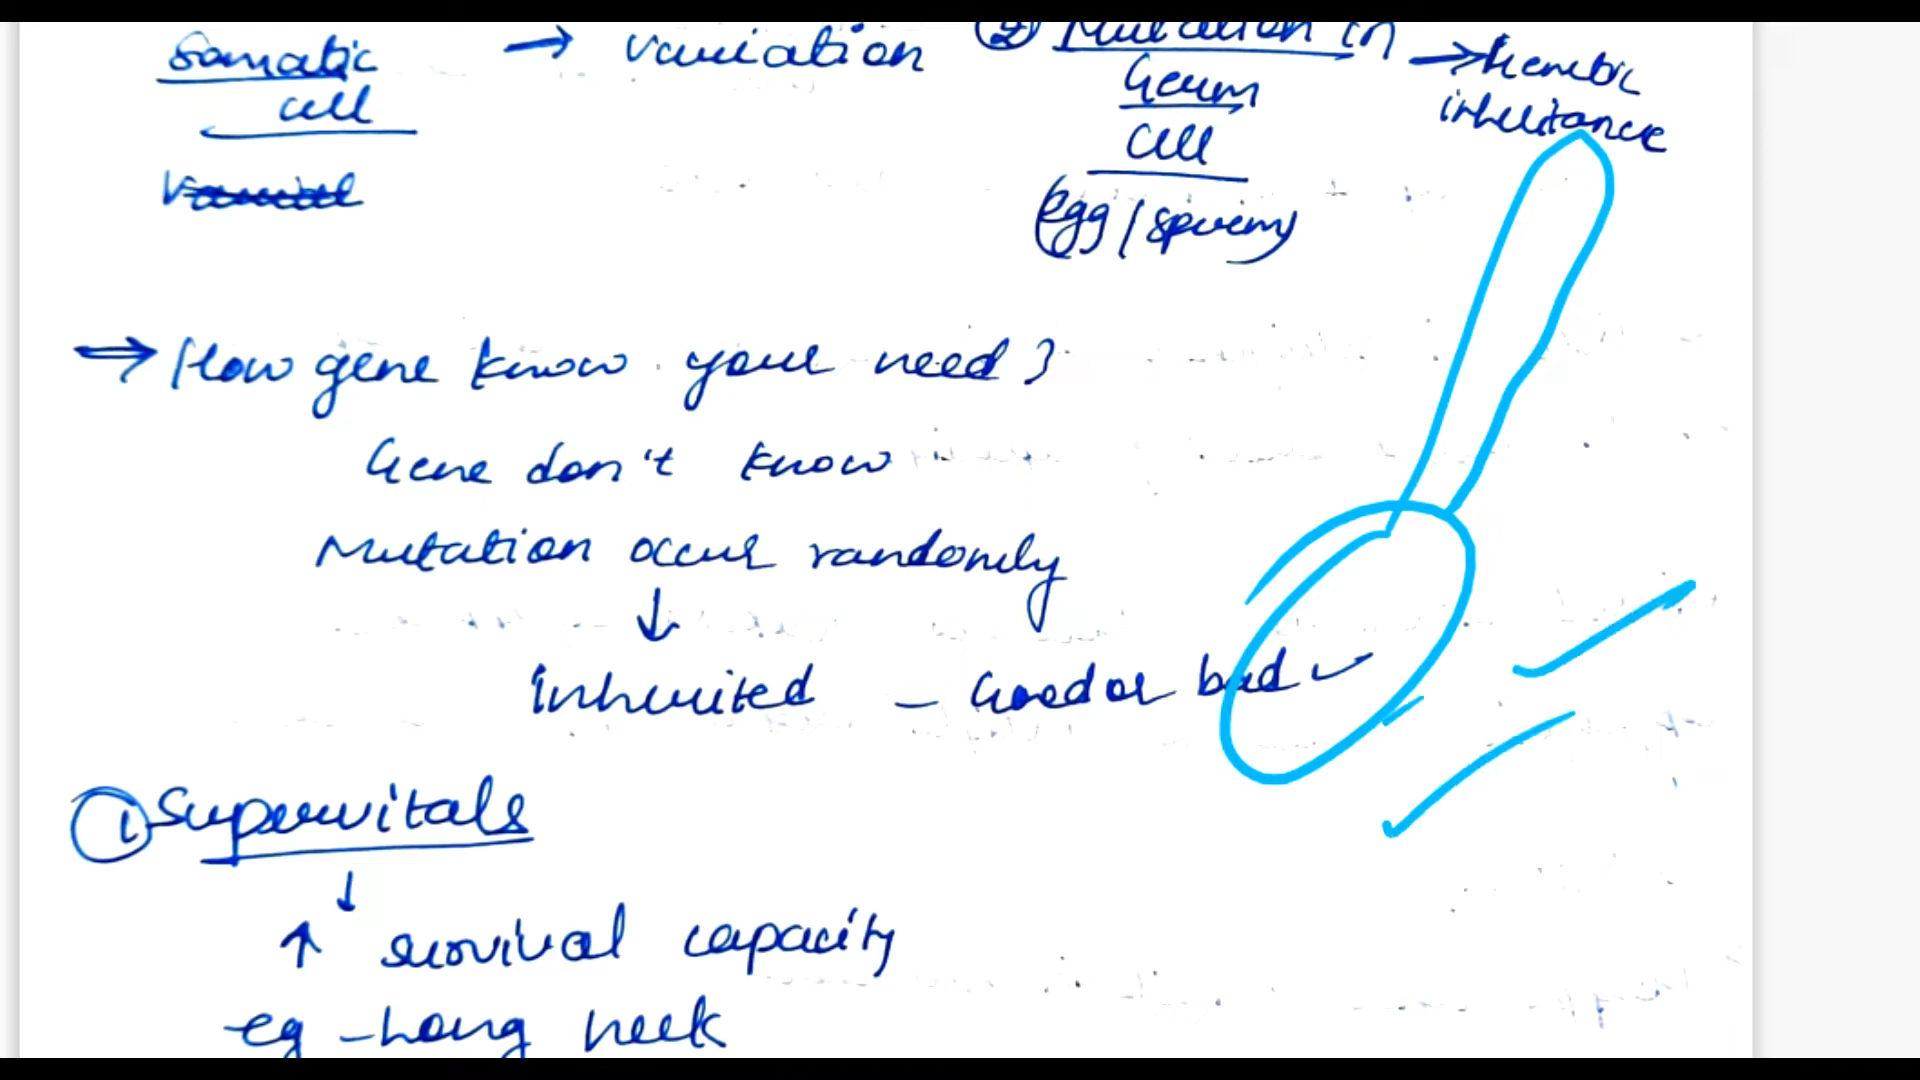 Somatic cell → variation
② Mutation in Germ cell → Genetic inheritance
(egg / sperm)
⇒ How gene know your need?
Gene don't know
Mutation occur randomly
↓
Inherited - Good or bad ✓
① Supervitals
↓
↑ survival capacity
eg - Long neck